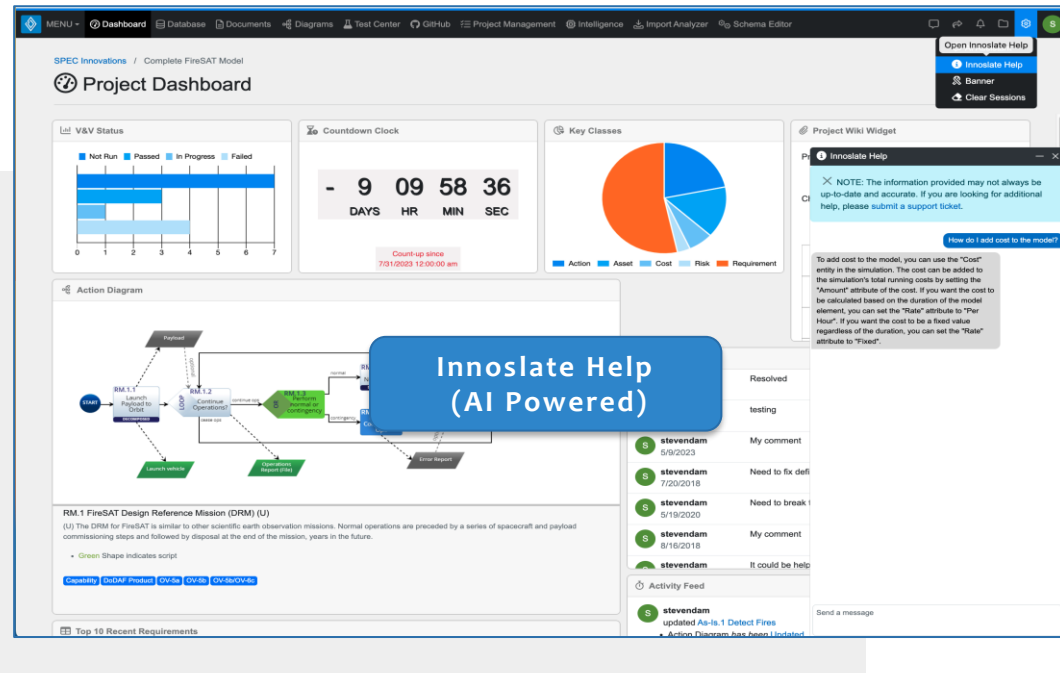 MENU Dashboard Database Documents Diagrams Test Center GitHub Project Management Intelligence Import Analyzer Schema Editor S
Open Innoslate Help
Innoslate Help
Banner
Clear Sessions
SPEC Innovations / Complete FireSAT Model
Project Dashboard
V&V Status
Not Run Passed In Progress Failed
0 1 2 3 4 5 6 7
Countdown Clock
- 9 09 58 36
DAYS HR MIN SEC
Count-up since
7/31/2023 12:00:00 am
Key Classes
Action Asset Cost Risk Requirement
Project Wiki Widget
Innoslate Help
NOTE: The information provided may not always be
up-to-date and accurate. If you are looking for additional
help, please submit a support ticket.
How do I add cost to the model?
To add cost to the model, you can use the "Cost"
entity in the simulation. The cost can be added to
the simulation's total running costs by setting the
"Amount" attribute of the cost. If you want the cost to
be calculated based on the duration of the model
element, you can set the "Rate" attribute to "Per
Hour". If you want the cost to be a fixed value
regardless of the duration, you can set the "Rate"
attribute to "Fixed".
Send a message
Action Diagram
Payload
optional
START
RM.1.1
Launch
Payload to
Orbit
DECOMPOSED
LOOP
RM.1.2
Continue
Operations?
continue ops
cease ops
OR
RM.1.3
Perform
Normal or
contingency
normal
contingency
Launch vehicle
Operations
Report (File)
Error Report
Innoslate Help
(AI Powered)
RM.1 FireSAT Design Reference Mission (DRM) (U)
(U) The DRM for FireSAT is similar to other scientific earth observation missions. Normal operations are preceded by a series of spacecraft and payload
commissioning steps and followed by disposal at the end of the mission, years in the future.
• Green Shape indicates script
Capability DoDAF Product OV-5a OV-5b OV-5b/OV-6c
Top 10 Recent Requirements
Resolved
testing
S stevendam My comment
5/9/2023
S stevendam Need to fix defi
7/20/2018
S stevendam Need to break
5/19/2020
S stevendam My comment
8/16/2018
stevendam It could be help
Activity Feed
S stevendam
updated As-Is.1 Detect Fires
• Action Diagram has been Updated